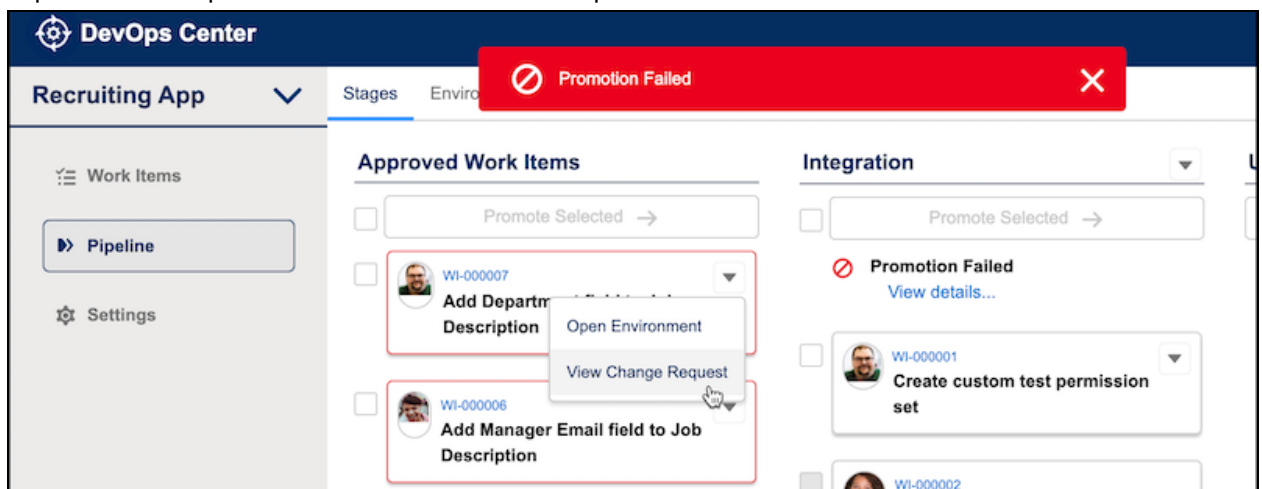 DevOps Center
Promotion Failed
Recruiting App
Stages
Enviro
Work Items
Pipeline
Settings
Approved Work Items
Promote Selected
WI-000007
Add Departm
Description
Open Environment
View Change Request
WI-000006
Add Manager Email field to Job
Description
Integration
Promote Selected
Promotion Failed
View details...
WI-000001
Create custom test permission
set
WI-000002